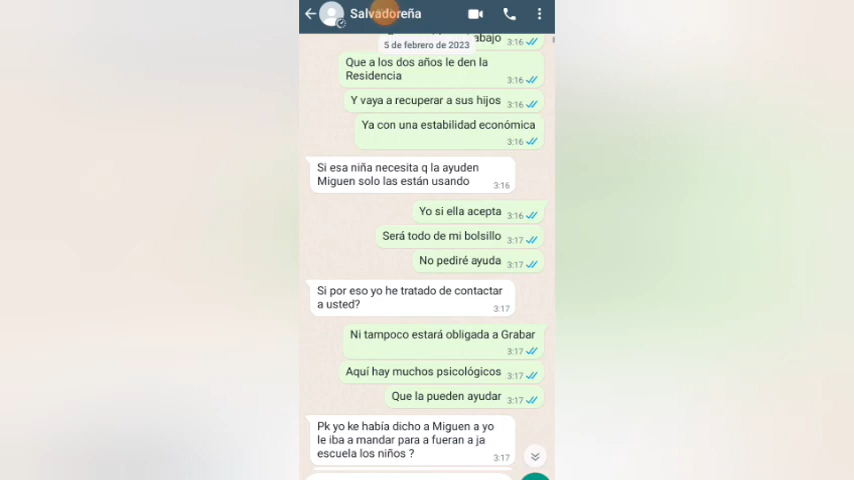 Salvadoreña
abajo 3:16
5 de febrero de 2023
Que a los dos años le den la
Residencia 3:16
Y vaya a recuperar a sus hijos 3:16
Ya con una estabilidad económica
3:16
Si esa niña necesita q la ayuden
Miguen solo las están usando 3:16
Yo si ella acepta 3:16
Será todo de mi bolsillo 3:17
No pediré ayuda 3:17
Si por eso yo he tratado de contactar
a usted? 3:17
Ni tampoco estará obligada a Grabar
3:17
Aquí hay muchos psicológicos 3:17
Que la pueden ayudar 3:17
Pk yo ke había dicho a Miguen a yo
le iba a mandar para a fueran a ja
escuela los niños ? 3:17